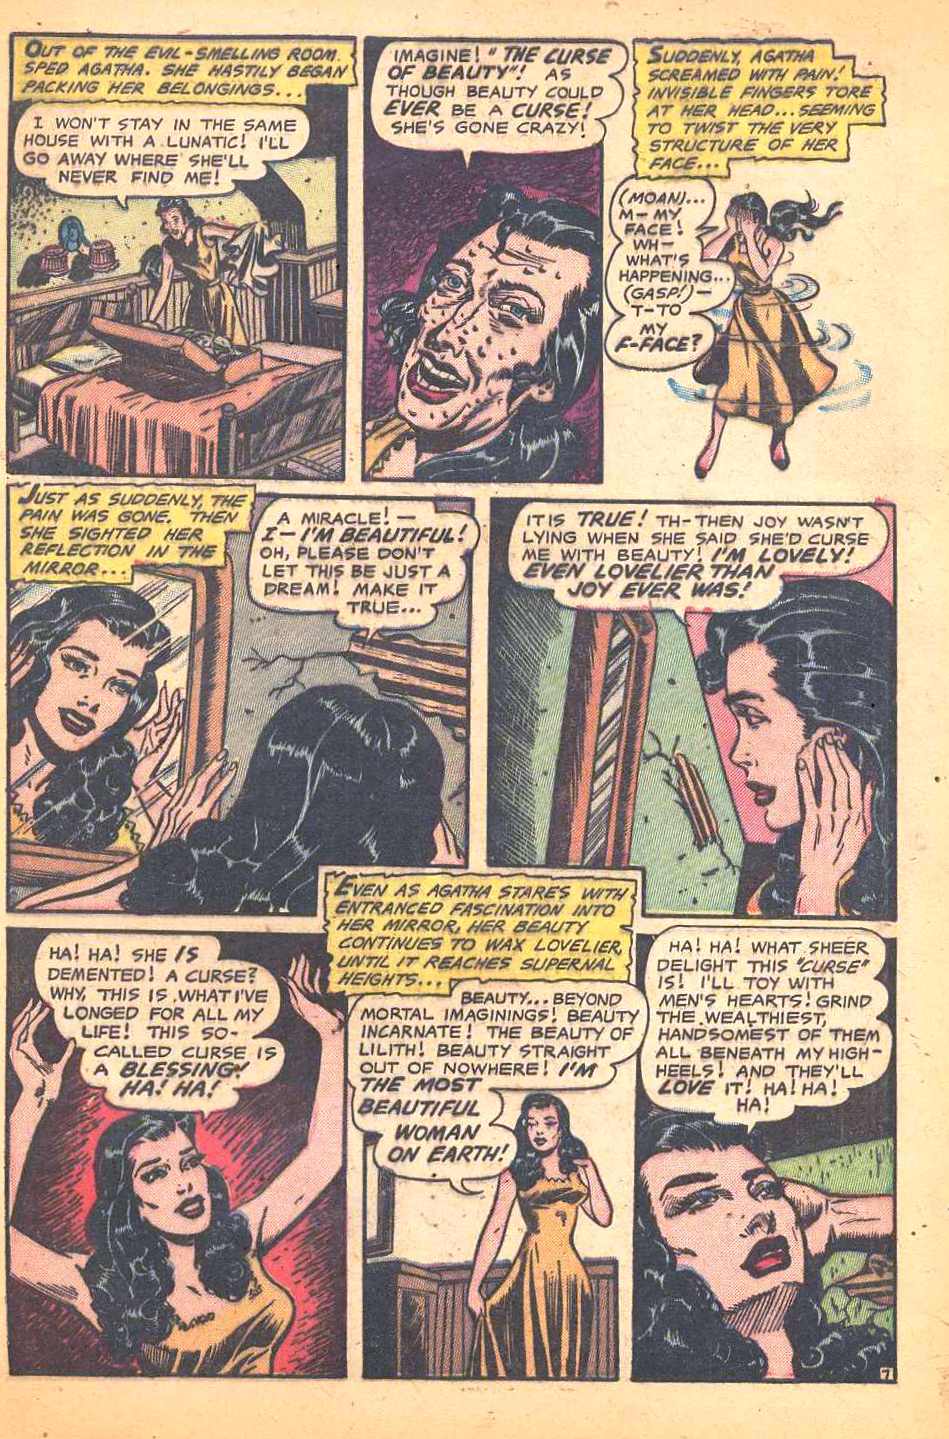 OUT OF THE EVIL-SMELLING ROOM
SPED AGATHA. SHE HASTILY BEGAN
PACKING HER BELONGINGS...
I WON'T STAY IN THE SAME
HOUSE WITH A LUNATIC! I'LL
GO AWAY WHERE SHE'LL
NEVER FIND ME!
IMAGINE! "THE CURSE
OF BEAUTY"! AS
THOUGH BEAUTY COULD
EVER BE A CURSE!
SHE'S GONE CRAZY!
SUDDENLY, AGATHA
SCREAMED WITH PAIN!
INVISIBLE FINGERS TORE
AT HER HEAD... SEEMING
TO TWIST THE VERY
STRUCTURE OF HER
FACE...
(MOAN)...
M-MY
FACE!
WH-
WHAT'S
HAPPENING...
(GASP!)-
T-TO
MY
F-FACE?
JUST AS SUDDENLY, THE
PAIN WAS GONE. THEN
SHE SIGHTED HER
REFLECTION IN THE
MIRROR...
A MIRACLE!-
I-I'M BEAUTIFUL!
OH, PLEASE DON'T
LET THIS BE JUST A
DREAM! MAKE IT
TRUE...
IT IS TRUE! TH-THEN JOY WASN'T
LYING WHEN SHE SAID SHE'D CURSE
ME WITH BEAUTY! I'M LOVELY!
EVEN LOVELIER THAN
JOY EVER WAS!
HA! HA! SHE IS
DEMENTED! A CURSE?
WHY, THIS IS WHAT I'VE
LONGED FOR ALL MY
LIFE! THIS SO-
CALLED CURSE IS
A BLESSING!
HA! HA!
EVEN AS AGATHA STARES WITH
ENTRANCED FASCINATION INTO
HER MIRROR, HER BEAUTY
CONTINUES TO WAX LOVELIER,
UNTIL IT REACHES SUPERNAL
HEIGHTS...
BEAUTY... BEYOND
MORTAL IMAGININGS! BEAUTY
INCARNATE! THE BEAUTY OF
LILITH! BEAUTY STRAIGHT
OUT OF NOWHERE! I'M
THE MOST
BEAUTIFUL
WOMAN
ON EARTH!
HA! HA! WHAT SHEER
DELIGHT THIS "CURSE"
IS! I'LL TOY WITH
MEN'S HEARTS! GRIND
THE WEALTHIEST,
HANDSOMEST OF THEM
ALL BENEATH MY HIGH-
HEELS! AND THEY'LL
LOVE IT! HA! HA!
HA!
7